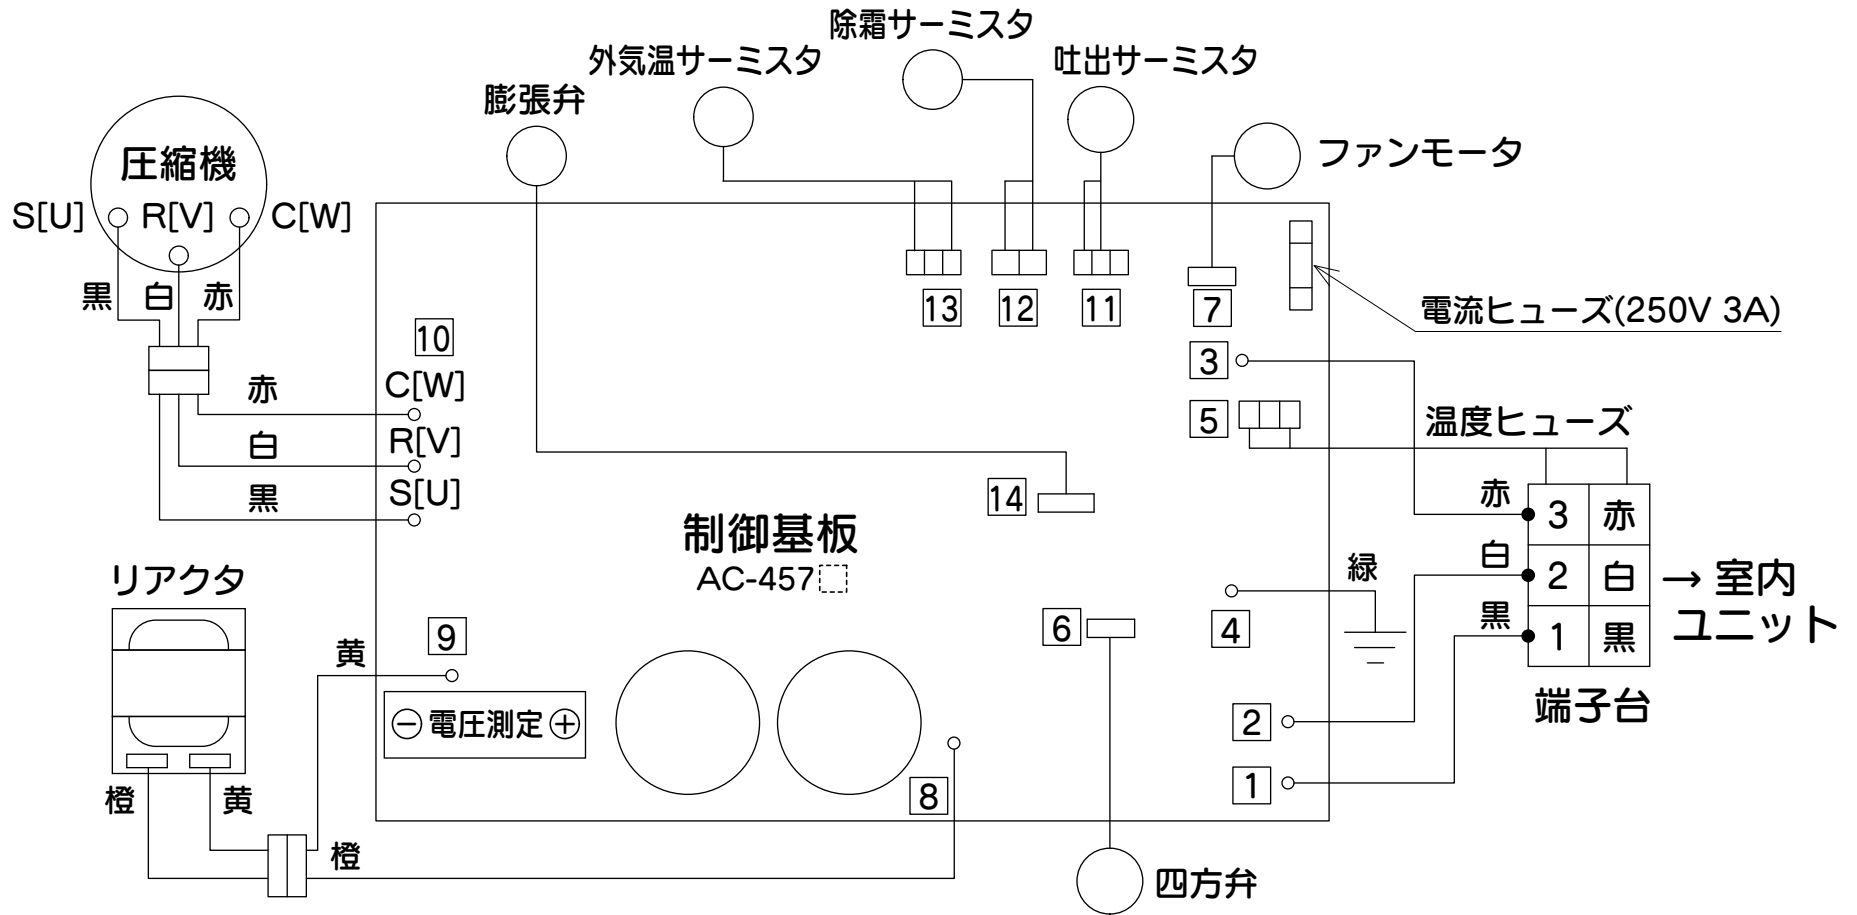 除霜サーミスタ
外気温サーミスタ
吐出サーミスタ
膨張弁
ファンモータ
圧縮機
S[U]
R[V]
C[W]
黒
白
赤
13
12
11
7
電流ヒューズ(250V 3A)
10
3
C[W]
赤
5
温度ヒューズ
R[V]
白
S[U]
黒
14
赤
3
赤
制御基板
AC-457
白
2
白
→ 室内
ユニット
緑
黒
1
黒
リアクタ
4
6
9
黄
端子台
⊖ 電圧測定 ⊕
2
1
8
橙
黄
橙
四方弁